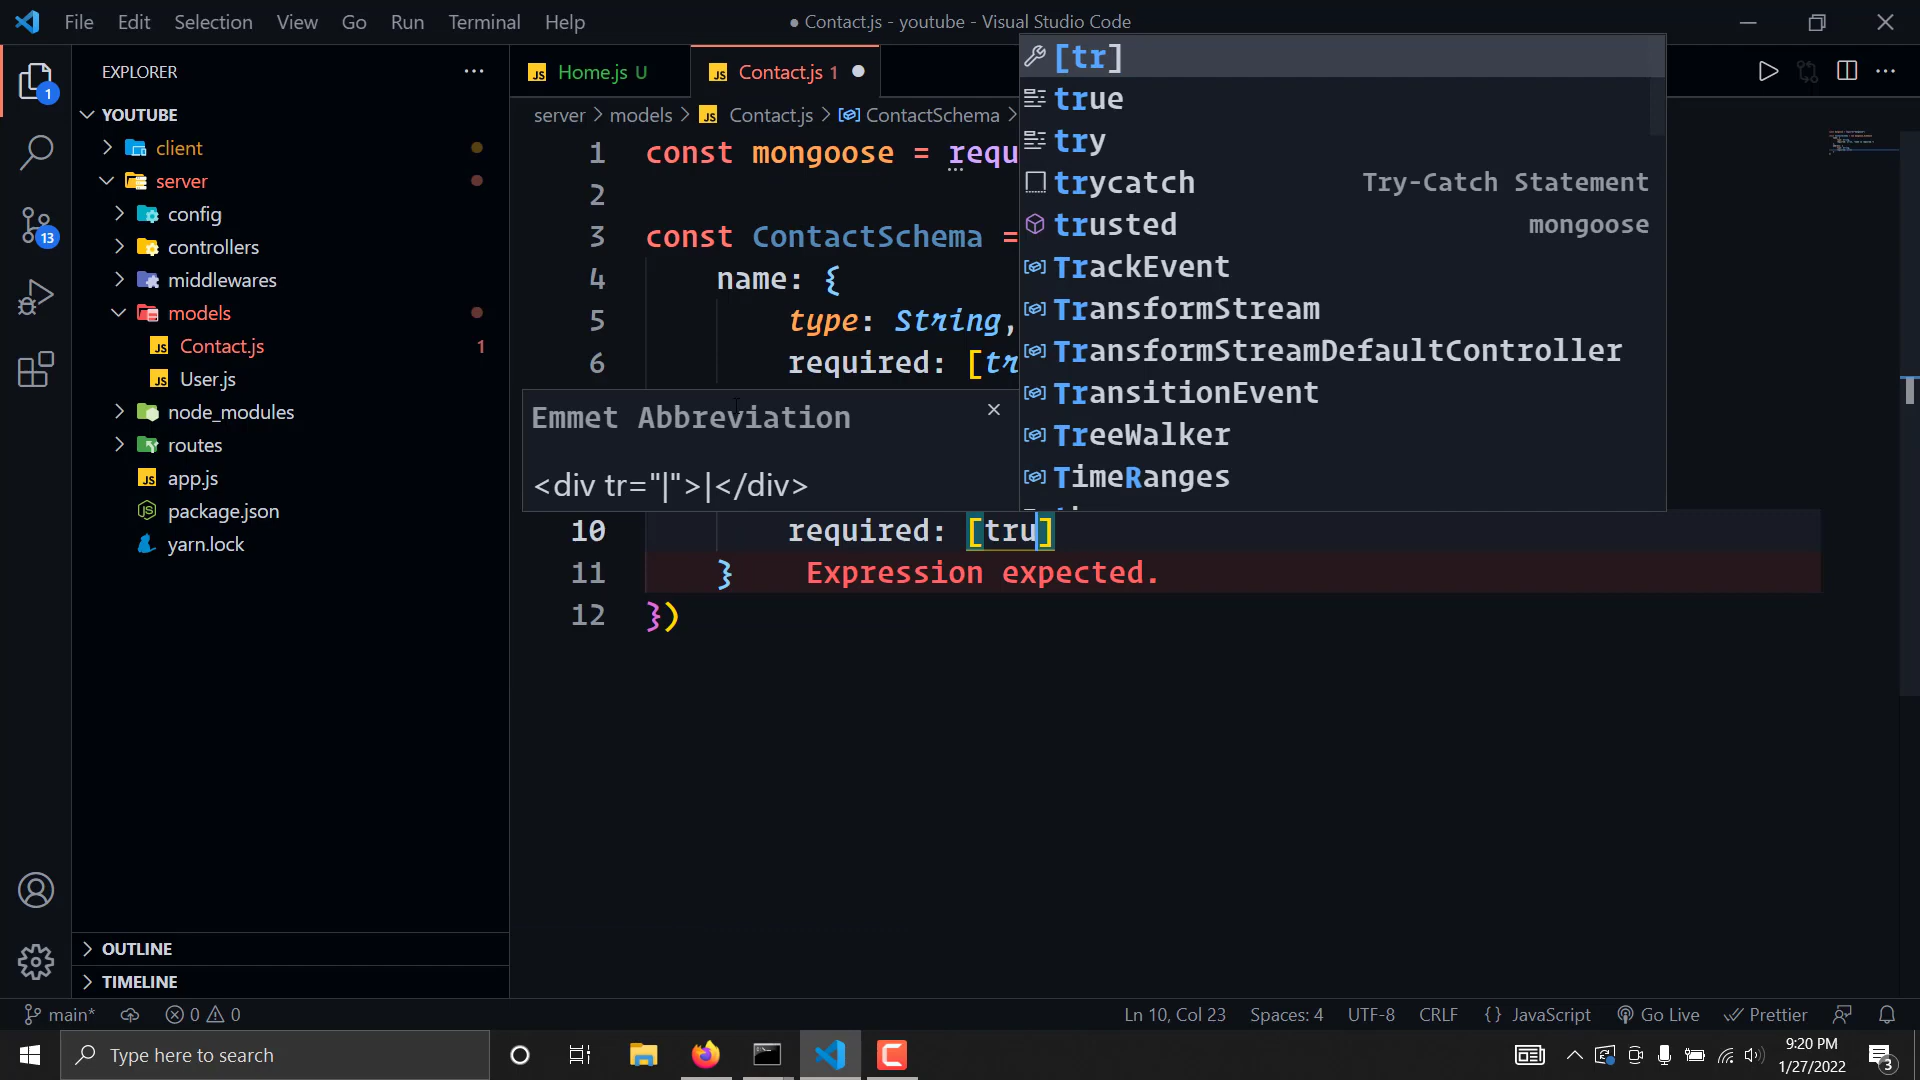 File Edit Selection View Go Run Terminal Help
● Contact.js - youtube - Visual Studio Code
EXPLORER
YOUTUBE
client
server
config
controllers
middlewares
models
Contact.js 1
User.js
node_modules
routes
app.js
package.json
yarn.lock
OUTLINE
TIMELINE
1
13
Home.js U
Contact.js 1
server > models > Contact.js > ContactSchema >
1 const mongoose = requ
2
3 const ContactSchema =
4 name: {
5 type: String,
6 required: [tr
Emmet Abbreviation
<div tr="|">|</div>
[tr]
true
try
trycatch Try-Catch Statement
trusted mongoose
TrackEvent
TransformStream
TransformStreamDefaultController
TransitionEvent
TreeWalker
TimeRanges
10 required: [tru]
11 } Expression expected.
12 })
main* 0 0
Ln 10, Col 23 Spaces: 4 UTF-8 CRLF {} JavaScript Go Live Prettier
Type here to search
9:20 PM
1/27/2022
3